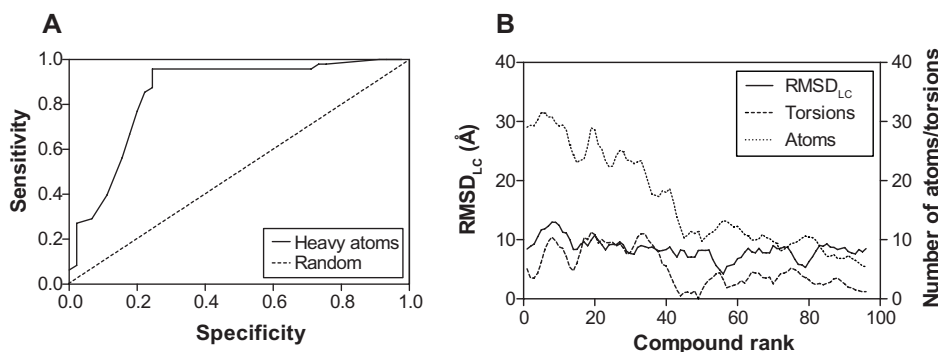 A
Sensitivity
1.0
0.8
0.6
0.4
0.2
0.0
0.0 0.2 0.4 0.6 0.8 1.0
Specificity
Heavy atoms
Random
B
RMSD_LC (Å)
40
30
20
10
0
0 20 40 60 80 100
Compound rank
RMSD_LC
Torsions
Atoms
40
30
20
10
0
Number of atoms/torsions